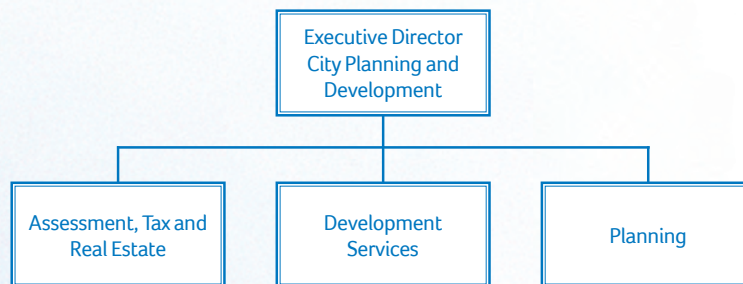 Executive Director
City Planning and
Development
Assessment, Tax and
Real Estate
Development
Services
Planning